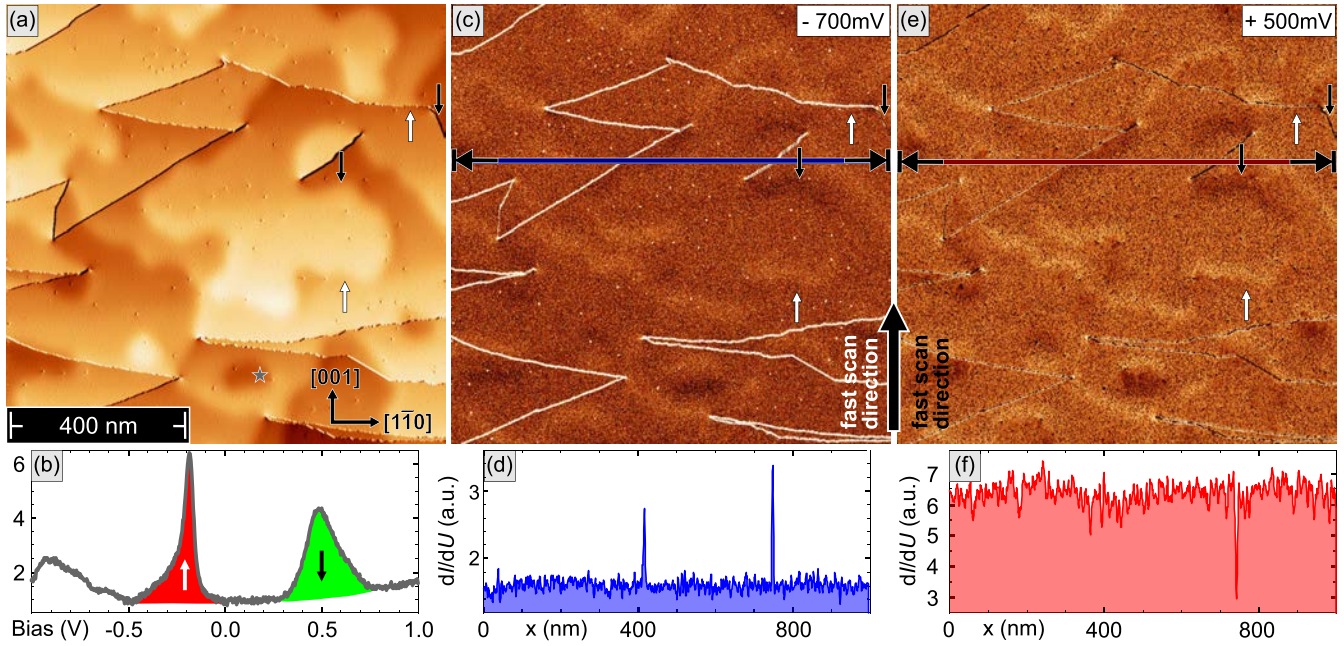 (a)
(c)
- 700mV
(e)
+ 500mV
[001]
[11̅0]
400 nm
fast scan
direction
fast scan
direction
(b)
6
4
2
Bias (V)
-0.5
0.0
0.5
1.0
(d)
dI/dU (a.u.)
3
2
0
x (nm)
400
800
(f)
dI/dU (a.u.)
7
6
5
4
3
0
x (nm)
400
800